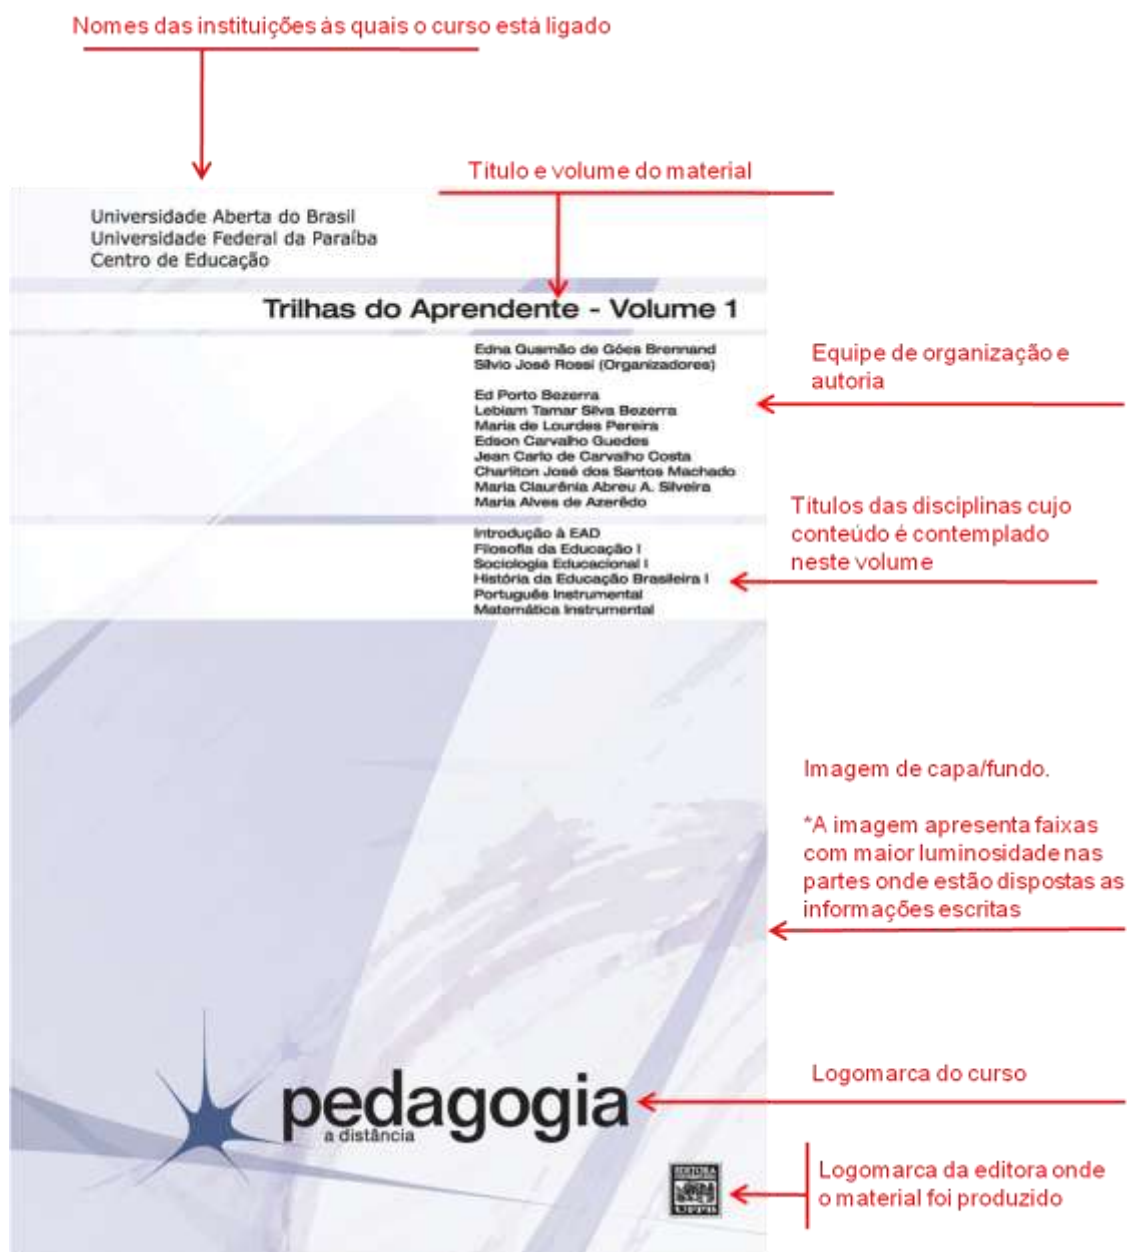 Nomes das instituições às quais o curso está ligado
Título e volume do material
Universidade Aberta do Brasil
Universidade Federal da Paraíba
Centro de Educação
Trilhas do Aprendente - Volume 1
Edna Gusmão de Góes Brennand
Silvio José Rossi (Organizadores)
Ed Porto Bezerra
Lebiam Tamar Silva Bezerra
Maria de Lourdes Pereira
Edson Carvalho Guedes
Jean Carlo de Carvalho Costa
Charliton José dos Santos Machado
Maria Claurênia Abreu A. Silveira
Maria Alves de Azerêdo
Equipe de organização e
autoria
Introdução à EAD
Filosofia da Educação I
Sociologia Educacional I
História da Educação Brasileira I
Português Instrumental
Matemática Instrumental
Títulos das disciplinas cujo
conteúdo é contemplado
neste volume
Imagem de capa/fundo.
*A imagem apresenta faixas
com maior luminosidade nas
partes onde estão dispostas as
informações escritas
pedagogia
a distância
Logomarca do curso
EDITORA
UFPB
Logomarca da editora onde
o material foi produzido